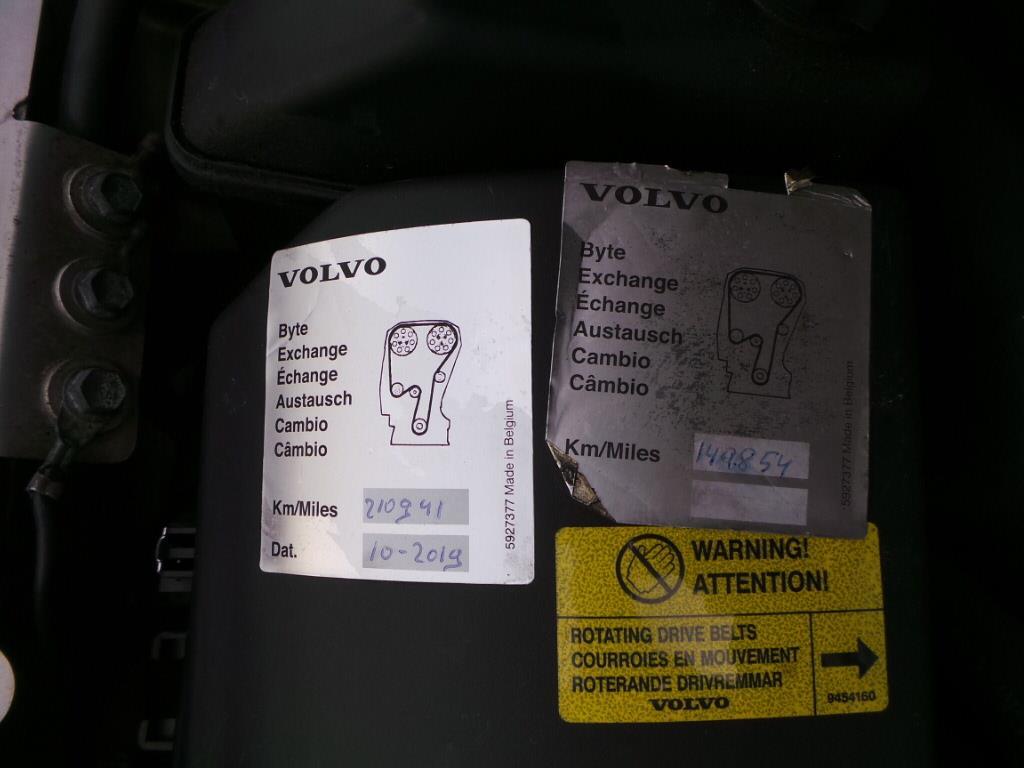 VOLVO
Byte
Exchange
Échange
Austausch
Cambio
Câmbio
Km/Miles 210941
Dat. 10-2019
5927377 Made in Belgium
VOLVO
Byte
Exchange
Échange
Austausch
Cambio
Câmbio
Km/Miles 149854
5927377 Made in Belgium
WARNING!
ATTENTION!
ROTATING DRIVE BELTS
COURROIES EN MOUVEMENT
ROTERANDE DRIVREMMAR
VOLVO
9454160